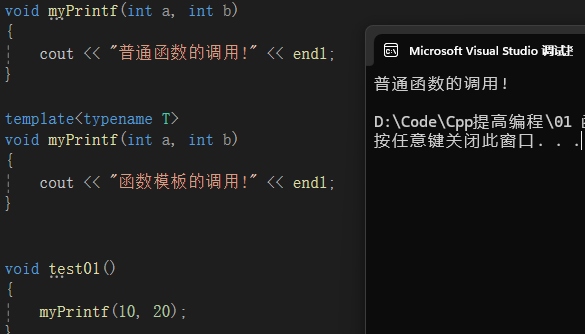 void myPrintf(int a, int b)
{
cout << "普通函数的调用!" << endl;
}
template<typename T>
void myPrintf(int a, int b)
{
cout << "函数模板的调用!" << endl;
}
void test01()
{
myPrintf(10, 20);
}
Microsoft Visual Studio 调试
普通函数的调用!
D:\Code\Cpp提高编程\01
按任意键关闭此窗口. . .